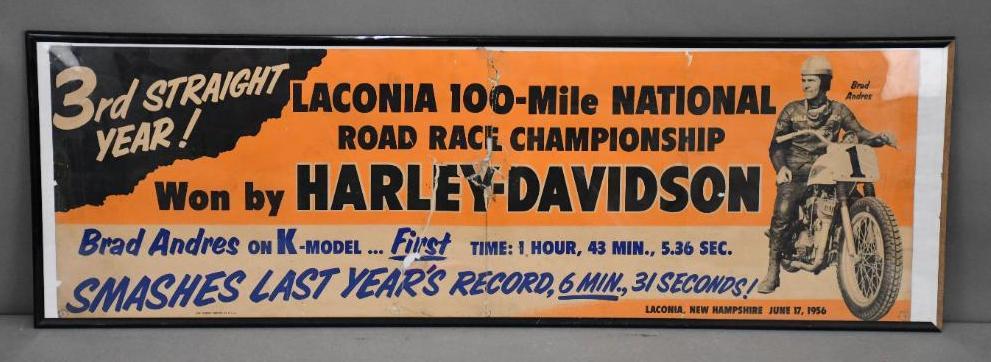 3rd STRAIGHT
YEAR!
LACONIA 100-Mile NATIONAL
ROAD RACE CHAMPIONSHIP
Won by HARLEY-DAVIDSON
Brad
Andres
1
Brad Andres ON K-MODEL ... First TIME: 1 HOUR, 43 MIN., 5.36 SEC.
SMASHES LAST YEAR'S RECORD, 6 MIN., 31 SECONDS!
LACONIA, NEW HAMPSHIRE JUNE 17, 1956